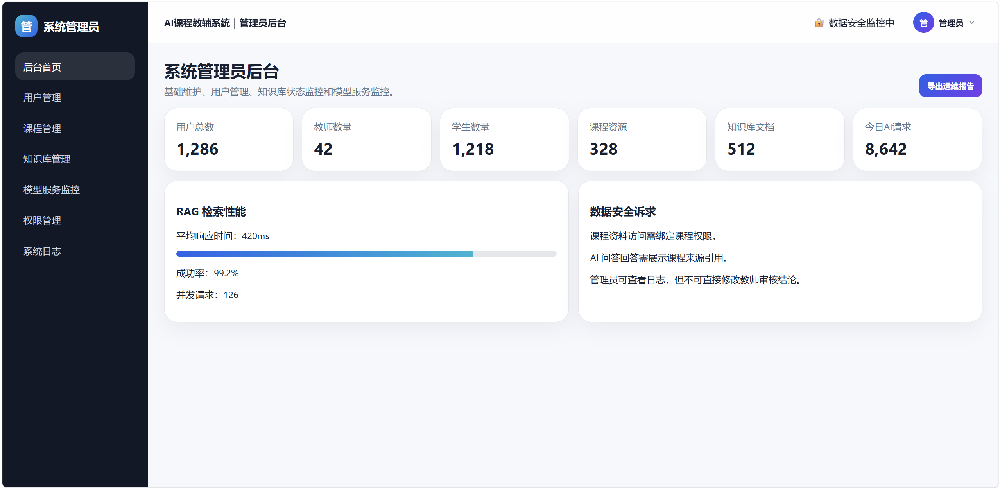 管 系统管理员
后台首页
用户管理
课程管理
知识库管理
模型服务监控
权限管理
系统日志
AI课程教辅系统 | 管理员后台
数据安全监控中
管 管理员
系统管理员后台
基础维护、用户管理、知识库状态监控和模型服务监控。
导出运维报告
用户总数
1,286
教师数量
42
学生数量
1,218
课程资源
328
知识库文档
512
今日AI请求
8,642
RAG 检索性能
平均响应时间：420ms
成功率：99.2%
并发请求：126
数据安全诉求
课程资料访问需绑定课程权限。
AI 问答回答需展示课程来源引用。
管理员可查看日志，但不可直接修改教师审核结论。